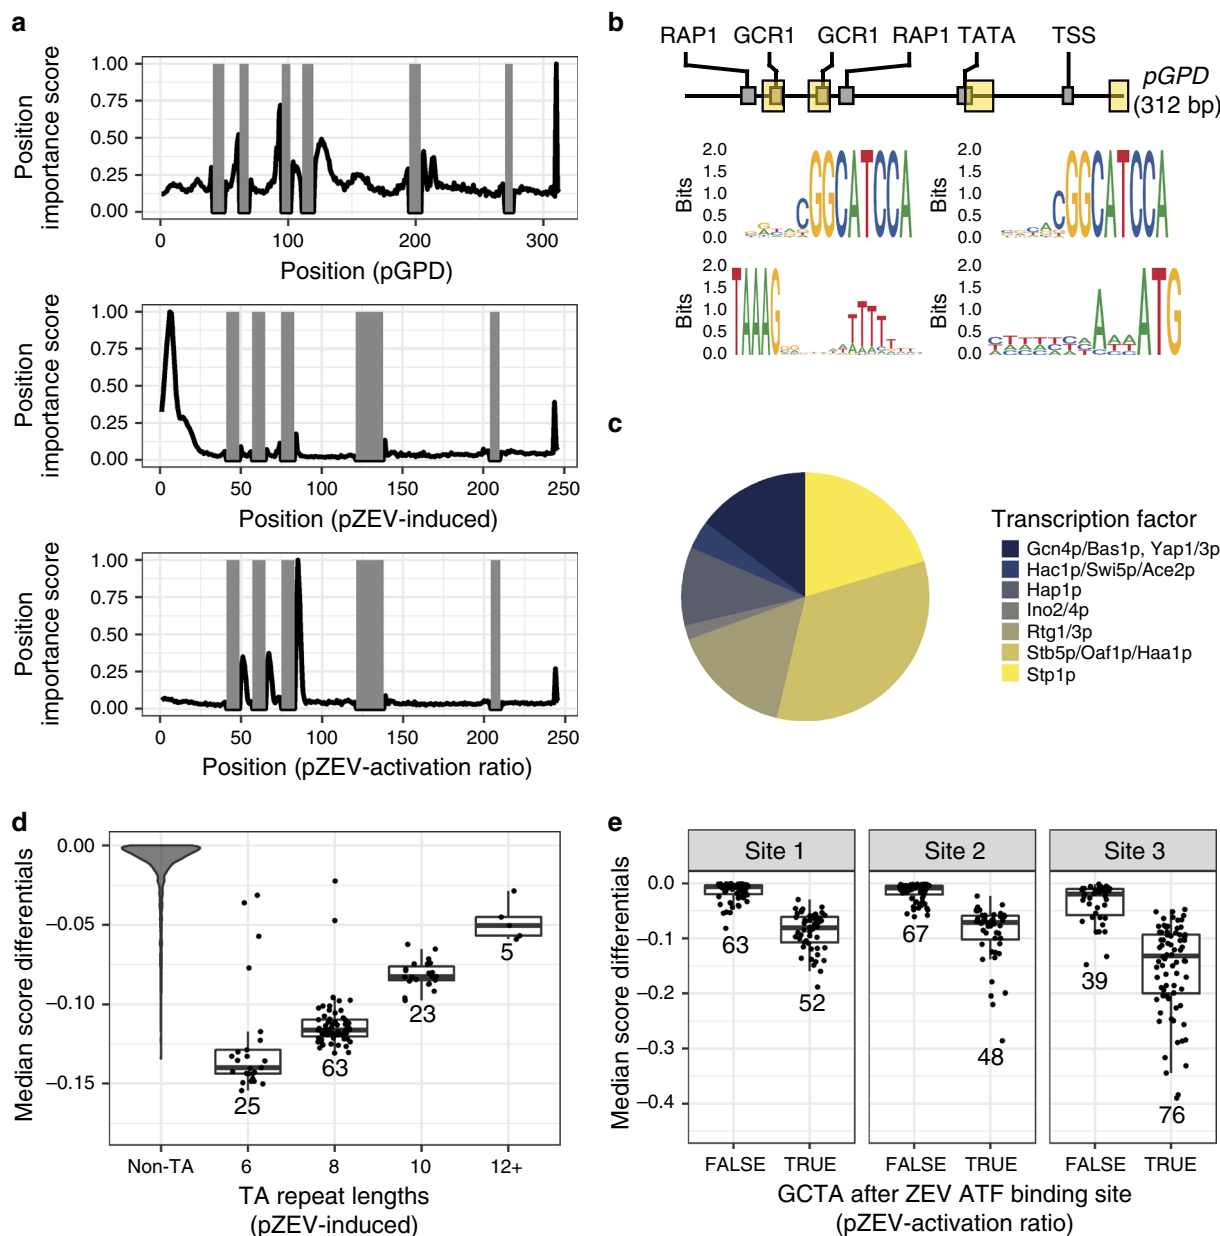 a
Position
importance score
1.00
0.75
0.50
0.25
0.00
0
100
200
300
Position (pGPD)
Position
importance score
1.00
0.75
0.50
0.25
0.00
0
50
100
150
200
250
Position (pZEV-induced)
Position
importance score
1.00
0.75
0.50
0.25
0.00
0
50
100
150
200
250
Position (pZEV-activation ratio)
b
RAP1 GCR1 GCR1 RAP1 TATA TSS
pGPD
(312 bp)
Bits
2.0
1.5
1.0
0.5
0.0
CGGCATCCA
Bits
2.0
1.5
1.0
0.5
0.0
CGGCATCCA
Bits
2.0
1.5
1.0
0.5
0.0
TAAAG
TTTT
Bits
2.0
1.5
1.0
0.5
0.0
ATG
c
Transcription factor
Gcn4p/Bas1p, Yap1/3p
Hac1p/Swi5p/Ace2p
Hap1p
Ino2/4p
Rtg1/3p
Stb5p/Oaf1p/Haa1p
Stp1p
d
Median score differentials
0.00
−0.05
−0.10
−0.15
25
63
23
5
Non-TA
6
8
10
12+
TA repeat lengths
(pZEV-induced)
e
Median score differentials
Site 1
Site 2
Site 3
0.0
−0.1
−0.2
−0.3
−0.4
63
52
67
48
39
76
FALSE TRUE
FALSE TRUE
FALSE TRUE
GCTA after ZEV ATF binding site
(pZEV-activation ratio)